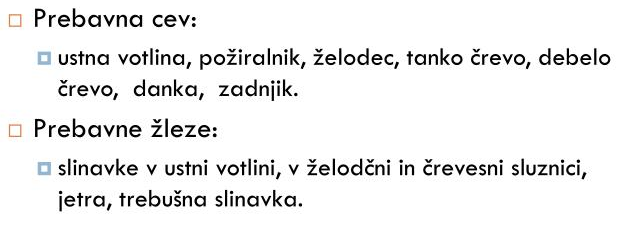 Prebavna cev:
ustna votlina, požiralnik, želodec, tanko črevo, debelo
črevo, danka, zadnjik.
Prebavne žleze:
slinavke v ustni votlini, v želodčni in črevesni sluznici,
jetra, trebušna slinavka.